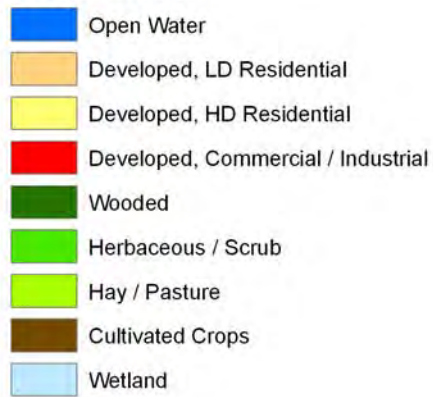 Open Water
Developed, LD Residential
Developed, HD Residential
Developed, Commercial / Industrial
Wooded
Herbaceous / Scrub
Hay / Pasture
Cultivated Crops
Wetland